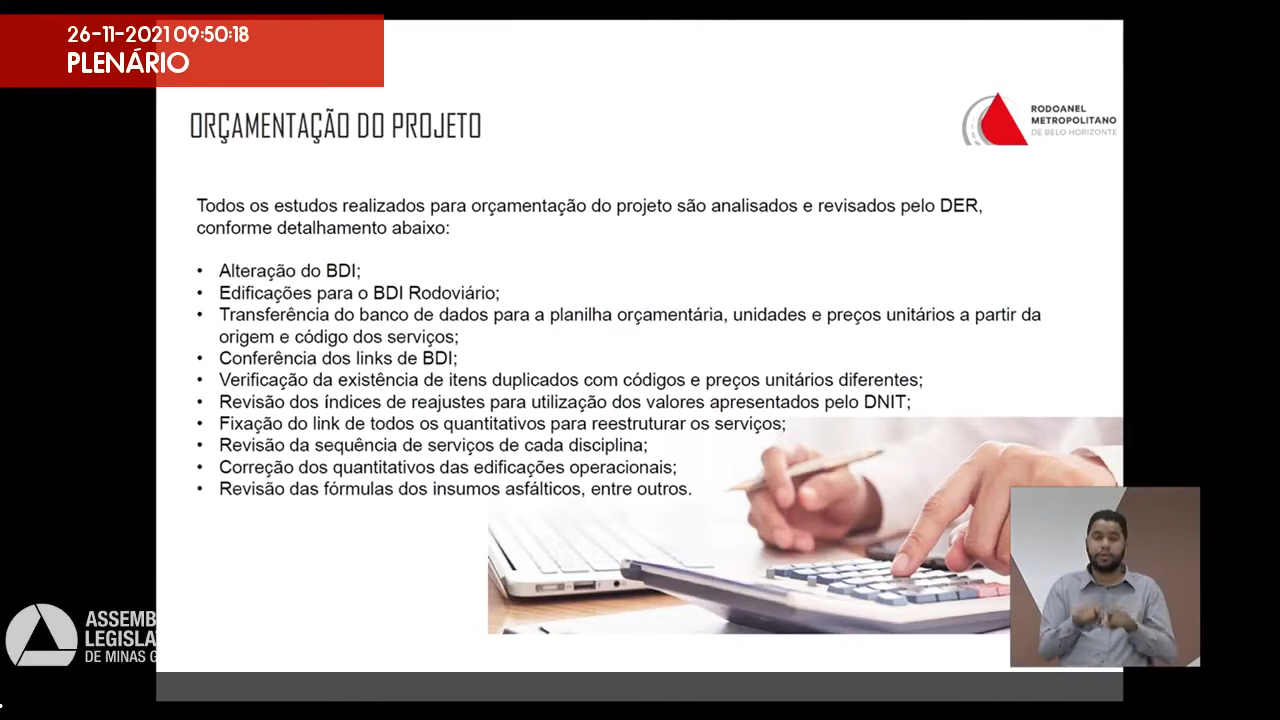 26-11-2021 09:50:18
PLENÁRIO
ORÇAMENTAÇÃO DO PROJETO
RODOANEL
METROPOLITANO
DE BELO HORIZONTE
Todos os estudos realizados para orçamentação do projeto são analisados e revisados pelo DER,
conforme detalhamento abaixo:
• Alteração do BDI;
• Edificações para o BDI Rodoviário;
• Transferência do banco de dados para a planilha orçamentária, unidades e preços unitários a partir da
origem e código dos serviços;
• Conferência dos links de BDI;
• Verificação da existência de itens duplicados com códigos e preços unitários diferentes;
• Revisão dos índices de reajustes para utilização dos valores apresentados pelo DNIT;
• Fixação do link de todos os quantitativos para reestruturar os serviços;
• Revisão da sequência de serviços de cada disciplina;
• Correção dos quantitativos das edificações operacionais;
• Revisão das fórmulas dos insumos asfálticos, entre outros.
ASSEMB
LEGISLA
DE MINAS G